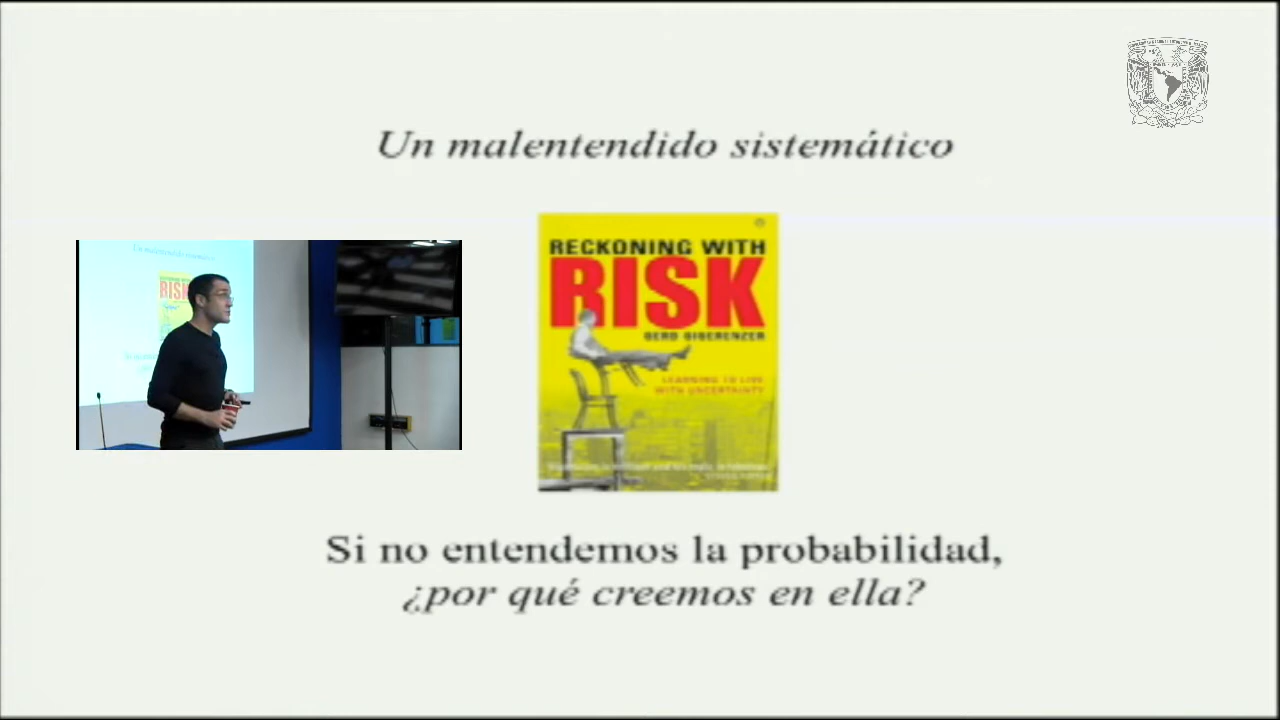 Un malentendido sistemático
RECKONING WITH
RISK
GERD GIGERENZER
LEARNING TO LIVE
WITH UNCERTAINTY
Si no entendemos la probabilidad,
¿por qué creemos en ella?